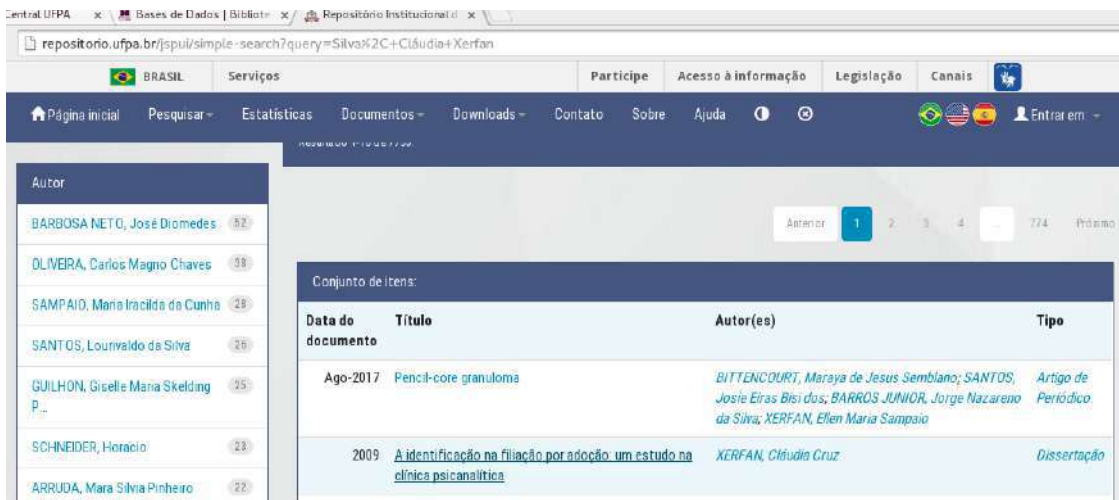 Central UFPA x Bases de Dados | Bibliote x Repositório Institucional d x
repositorio.ufpa.br/jspui/simple-search?query=Silva%2C+Cláudia+Xerfan
BRASIL Serviços Participe Acesso à informação Legislação Canais
Página inicial Pesquisar Estatísticas Documentos Downloads Contato Sobre Ajuda Entrar em
Autor
BARBOSA NETO, José Diomedes 52
OLIVEIRA, Carlos Magno Chaves 38
SAMPAIO, Maria Iracilda da Cunha 28
SANTOS, Lourivaldo da Silva 26
GUILHON, Giselle Maria Skelding P... 25
SCHNEIDER, Horacio 23
ARRUDA, Mara Silvia Pinheiro 22
Anterior 1 2 3 4 ... 774 Próximo
Conjunto de itens:
Data do documento Título Autor(es) Tipo
Ago-2017 Pencil-core granuloma BITTENCOURT, Maraya de Jesus Semblano; SANTOS, Artigo de
Josie Eiras Bisi dos; BARROS JUNIOR, Jorge Nazareno Periódico
da Silva; XERFAN, Ellen Maria Sampaio
2009 A identificação na filiação por adoção: um estudo na XERFAN, Cláudia Cruz Dissertação
clínica psicanalítica